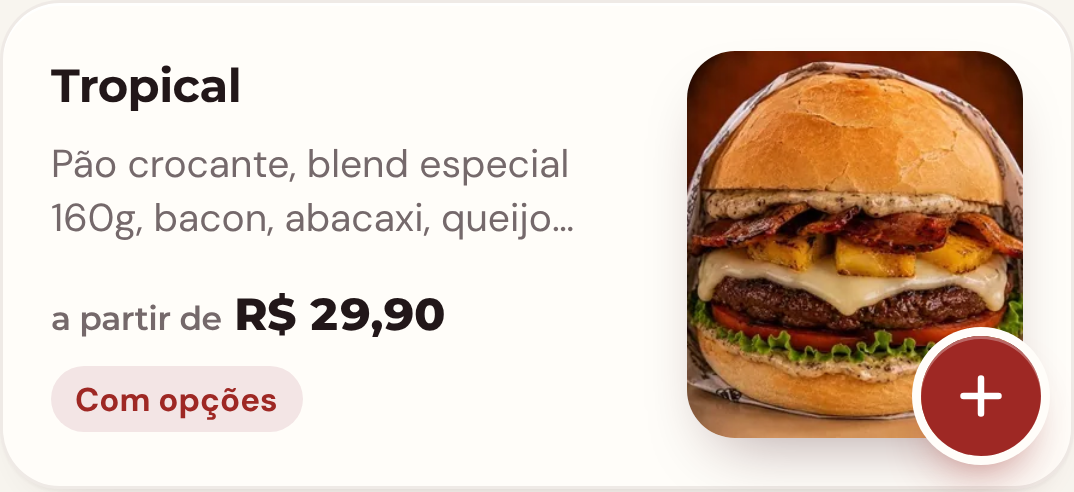 Tropical
Pão crocante, blend especial
160g, bacon, abacaxi, queijo...
a partir de R$ 29,90
Com opções